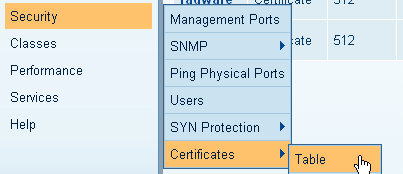 Security
Classes
Performance
Services
Help
Management Ports
SNMP
Ping Physical Ports
Users
SYN Protection
Certificates
Table
Certificate
512
cate
512